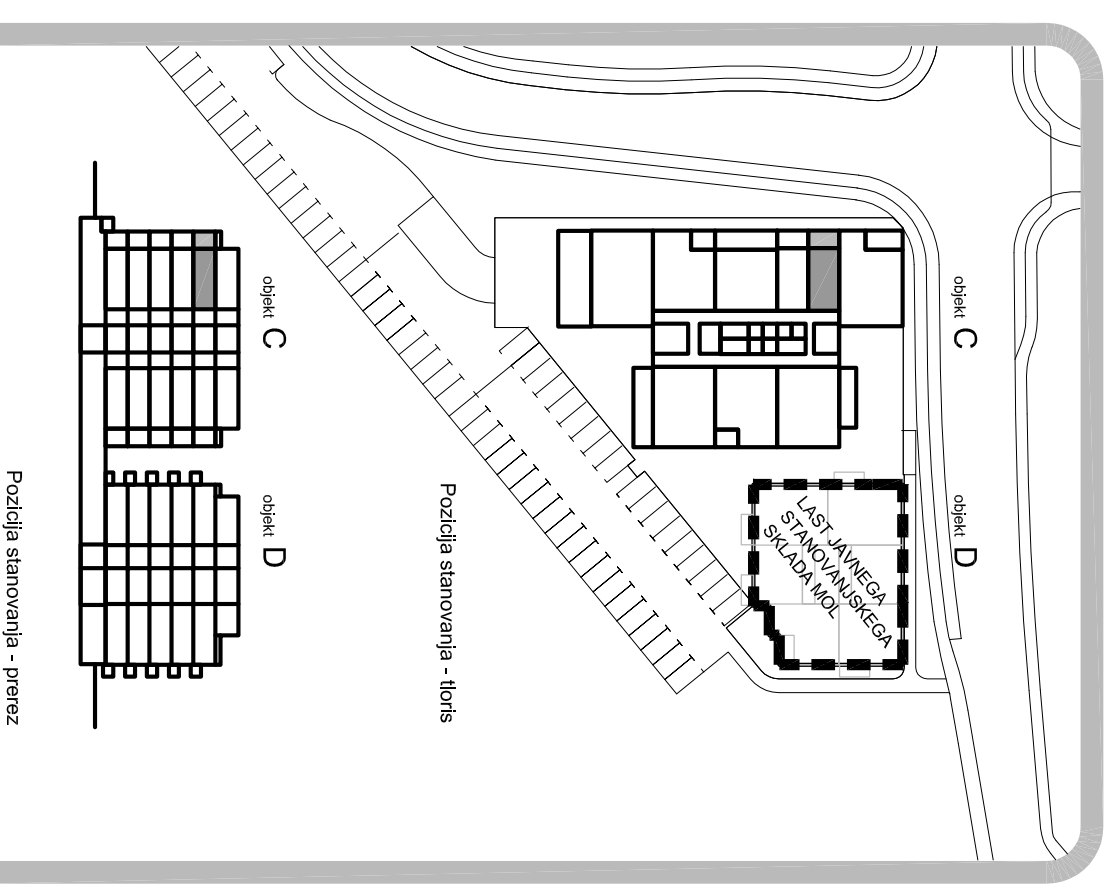 objekt C
objekt D
LAST JAVNEGA
STANOVANJSKEGA
SKLADA MOL
Pozicija stanovanja - tloris
objekt C
objekt D
Pozicija stanovanja - prerez